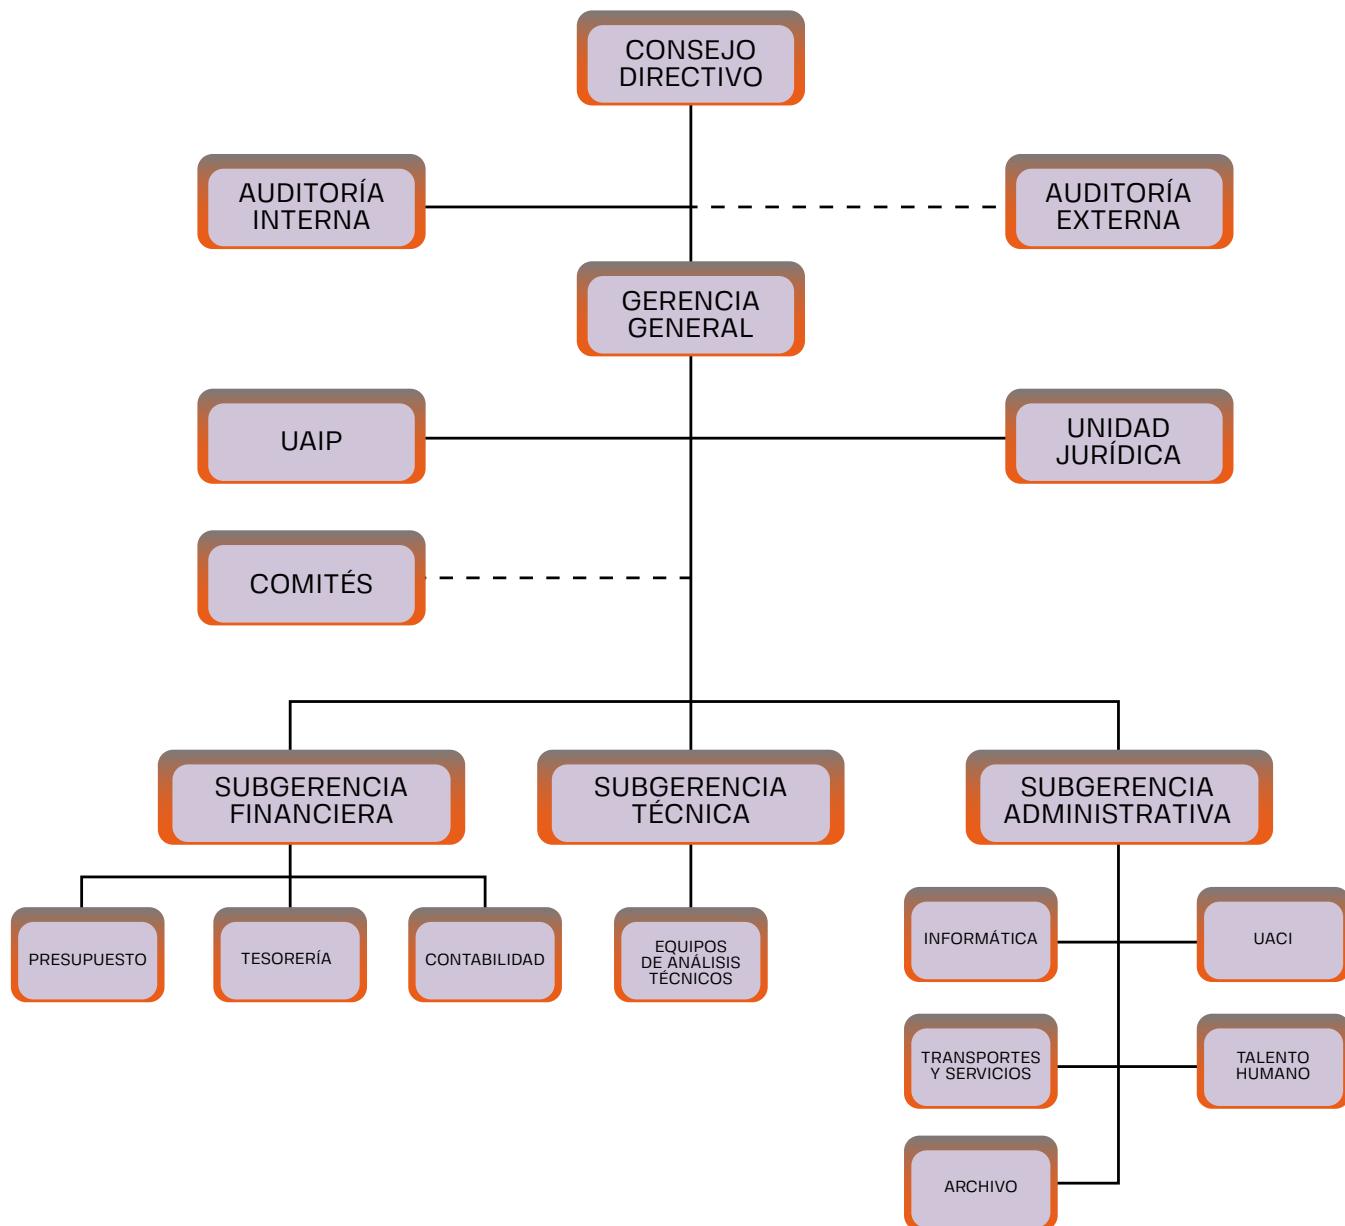 CONSEJO
DIRECTIVO
AUDITORÍA
INTERNA
AUDITORÍA
EXTERNA
GERENCIA
GENERAL
UAIP
UNIDAD
JURÍDICA
COMITÉS
SUBGERENCIA
FINANCIERA
SUBGERENCIA
TÉCNICA
SUBGERENCIA
ADMINISTRATIVA
PRESUPUESTO
TESORERÍA
CONTABILIDAD
EQUIPOS
DE ANÁLISIS
TÉCNICOS
INFORMÁTICA
UACI
TRANSPORTES
Y SERVICIOS
TALENTO
HUMANO
ARCHIVO